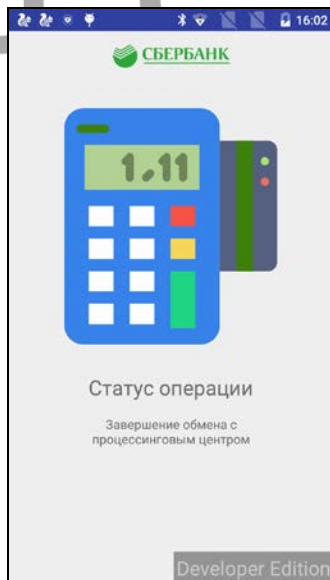 16:02
СБЕРБАНК
1,11
Статус операции
Завершение обмена с
процессинговым центром
Developer Edition